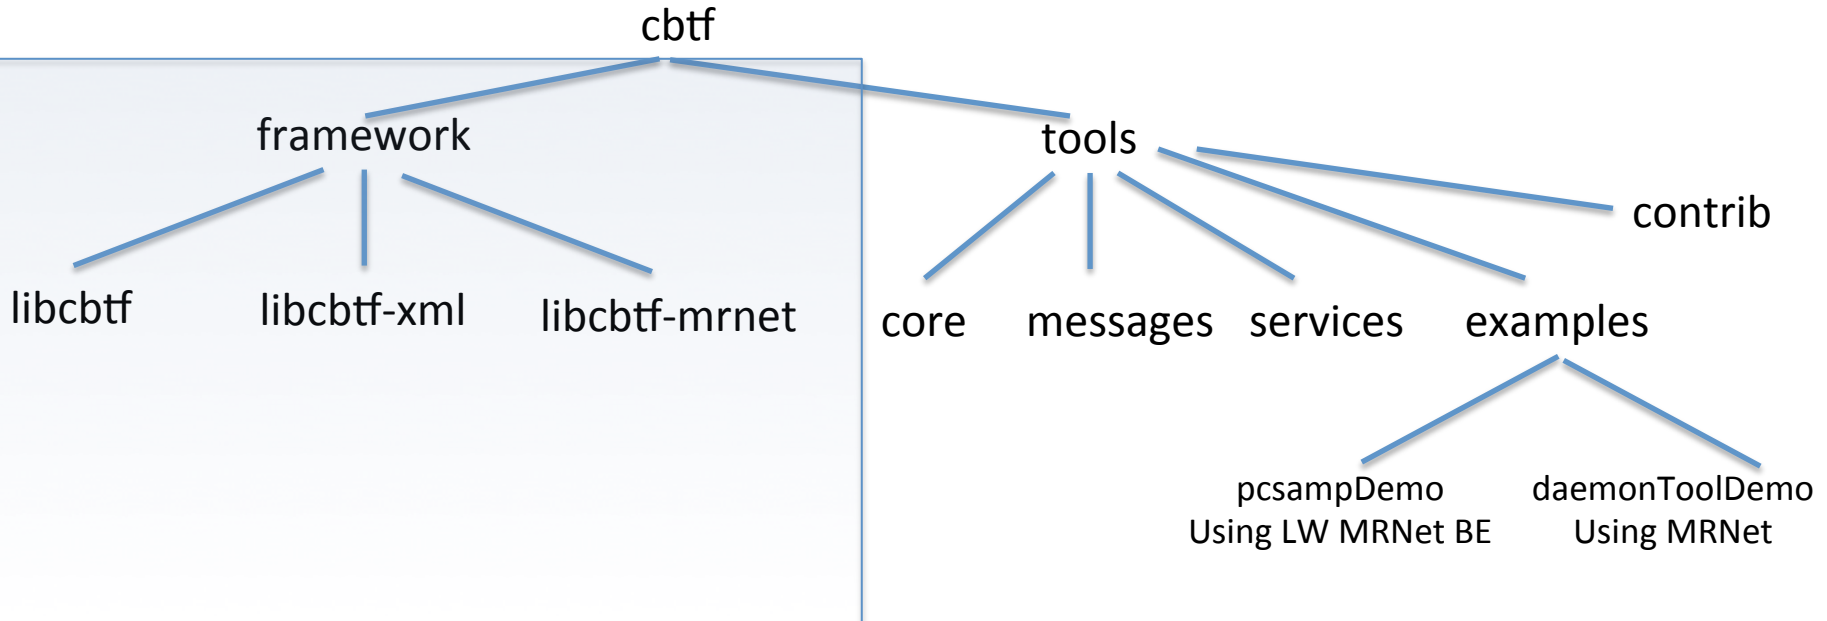 cbtf
framework
tools
contrib
libcbtf
libcbtf-xml
libcbtf-mrnet
core
messages
services
examples
pcsampDemo
Using LW MRNet BE
daemonToolDemo
Using MRNet